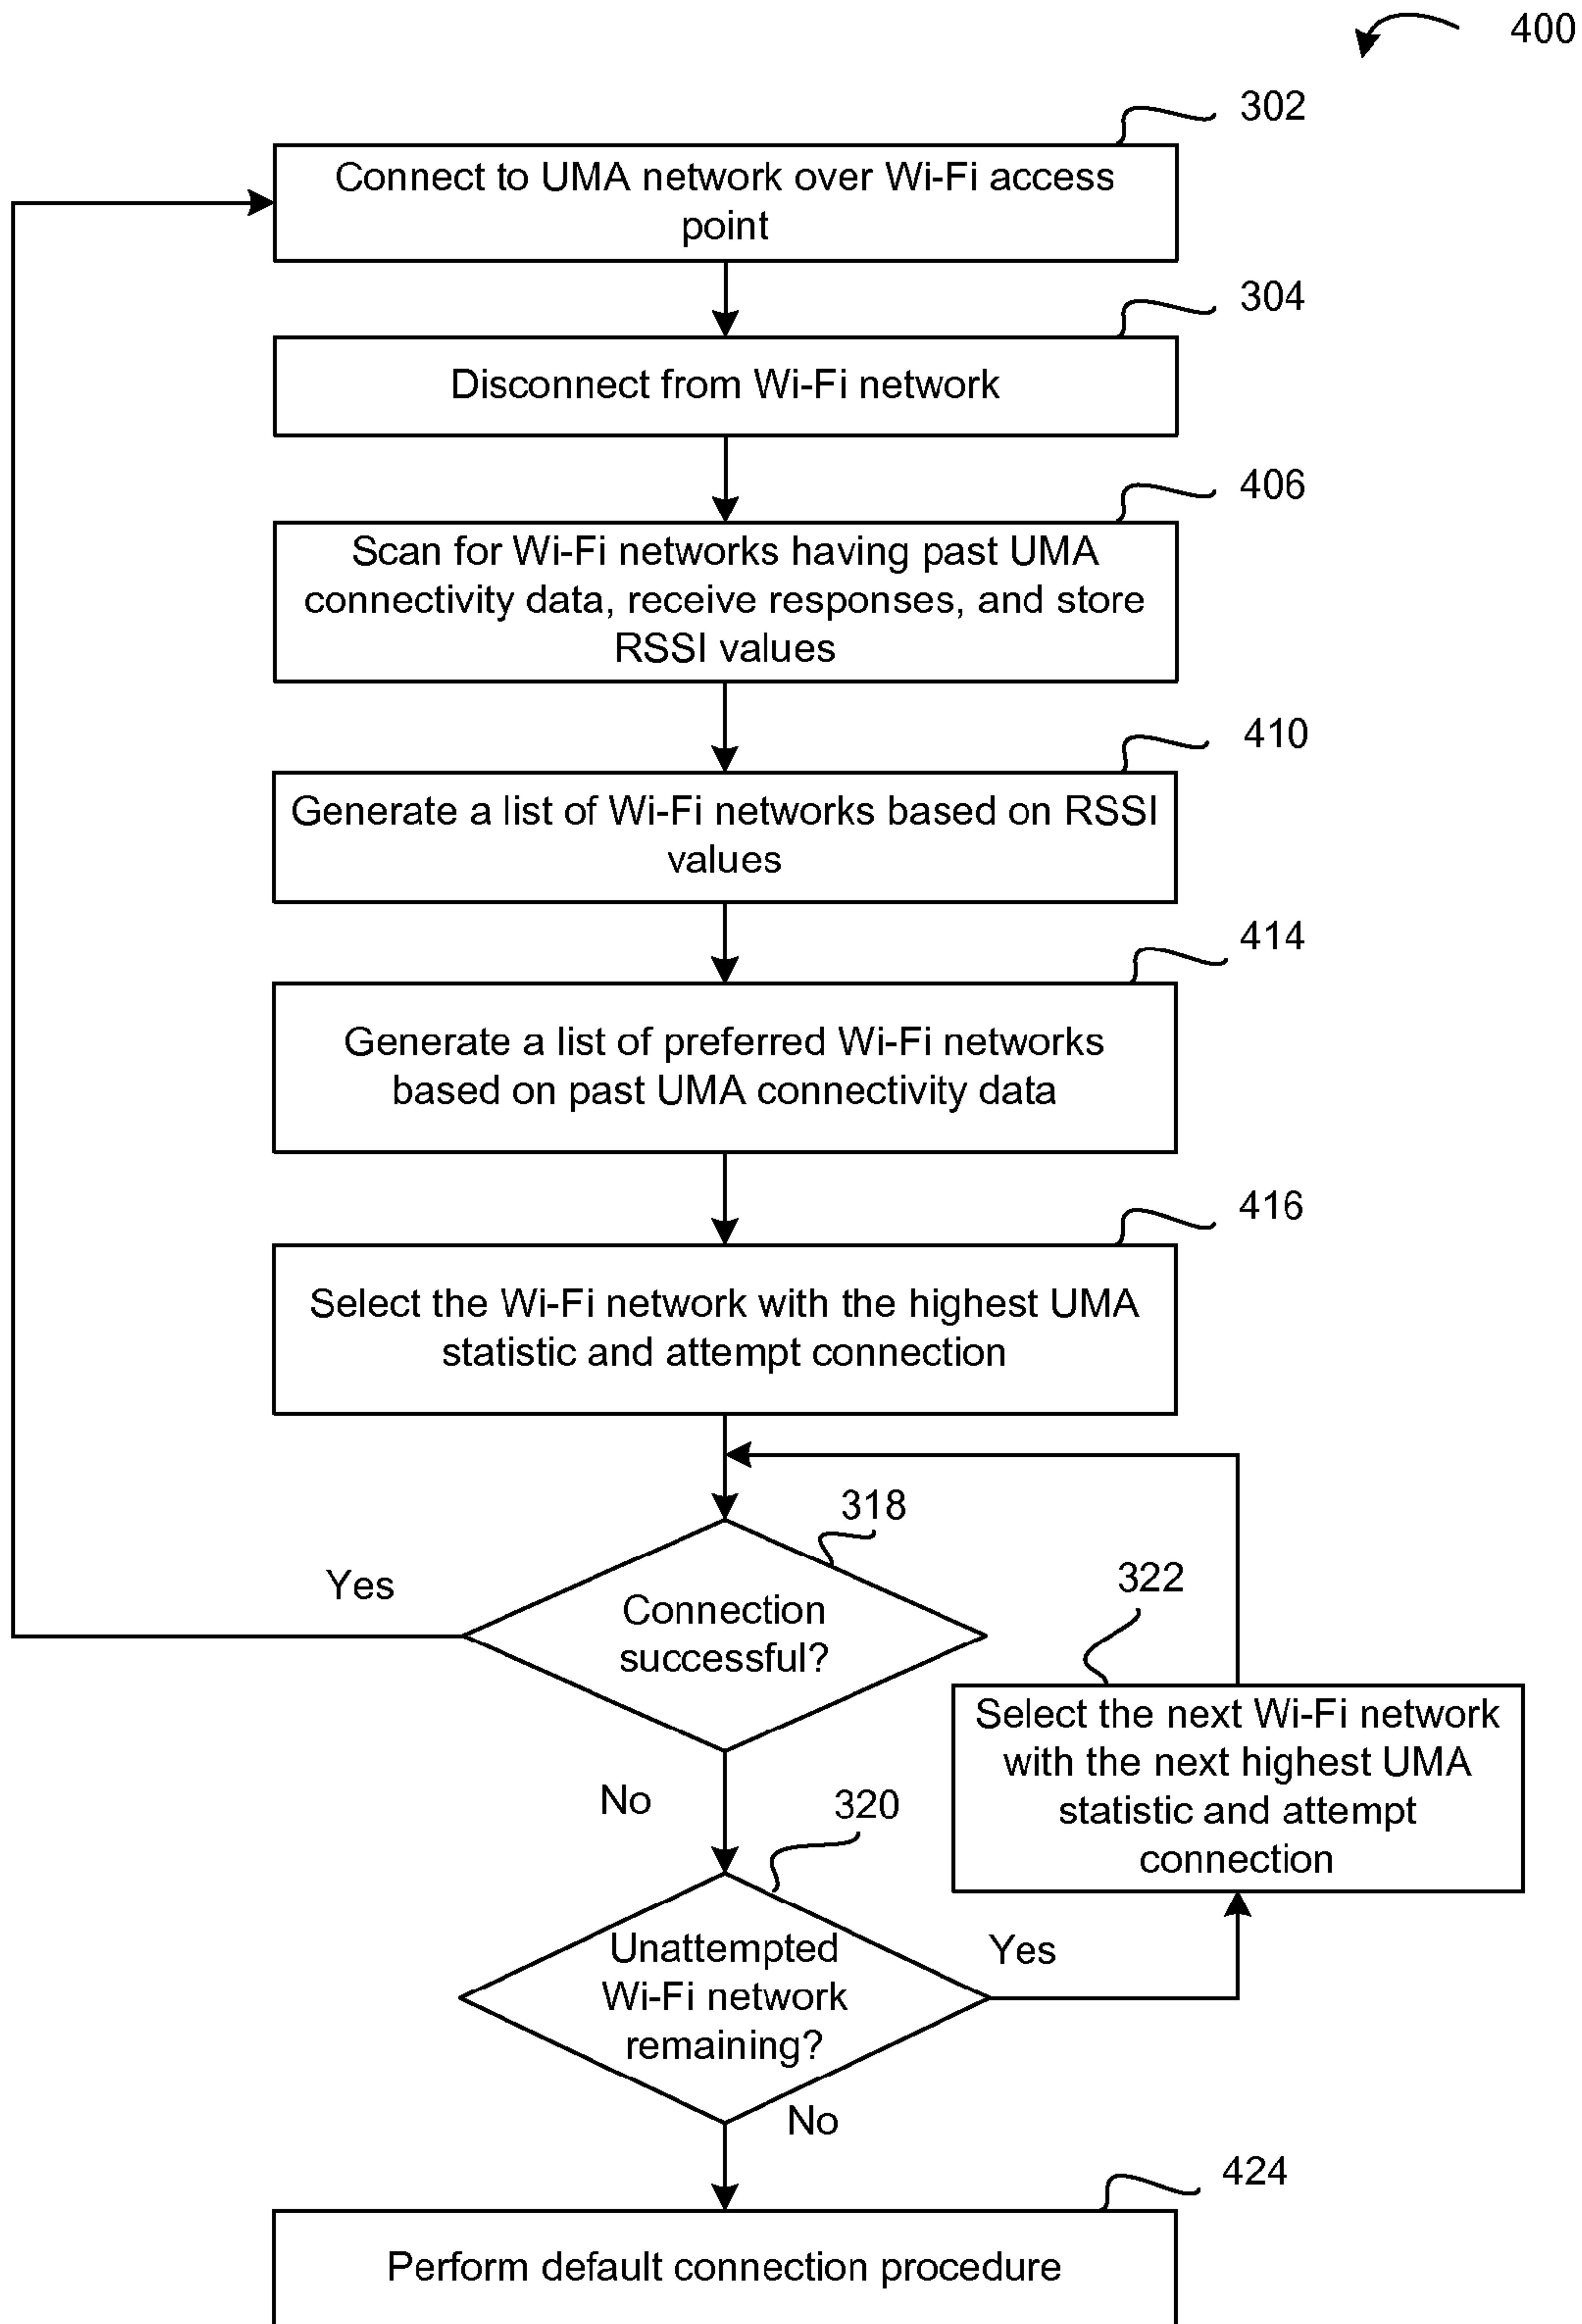 400
302
Connect to UMA network over Wi-Fi access
point
304
Disconnect from Wi-Fi network
406
Scan for Wi-Fi networks having past UMA
connectivity data, receive responses, and store
RSSI values
410
Generate a list of Wi-Fi networks based on RSSI
values
414
Generate a list of preferred Wi-Fi networks
based on past UMA connectivity data
416
Select the Wi-Fi network with the highest UMA
statistic and attempt connection
318
Yes
Connection
successful?
322
Select the next Wi-Fi network
with the next highest UMA
statistic and attempt
connection
No
320
Unattempted
Wi-Fi network
remaining?
Yes
No
424
Perform default connection procedure